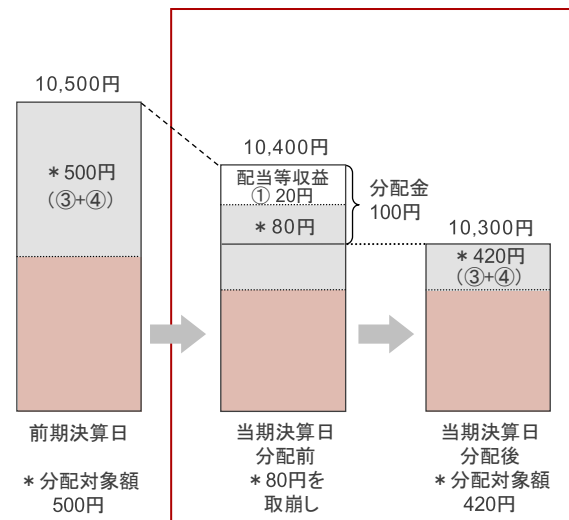 10,500円
＊500円
（③+④）
前期決算日
＊分配対象額
500円
10,400円
配当等収益
① 20円
＊80円
分配金
100円
当期決算日
分配前
＊80円を
取崩し
10,300円
＊420円
（③+④）
当期決算日
分配後
＊分配対象額
420円